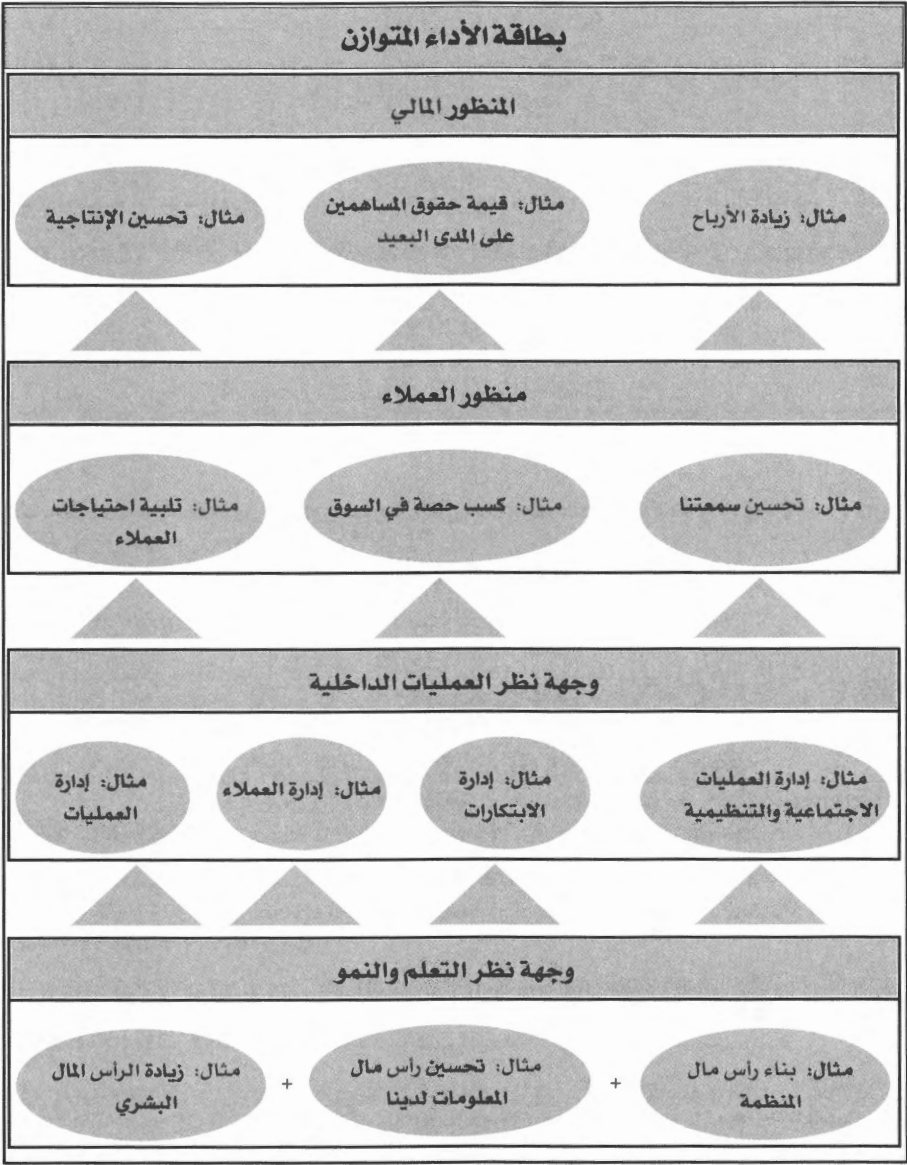 بطاقة الأداء المتوازن
المنظور المالي
مثال: زيادة الأرباح
مثال: قيمة حقوق المساهمين
على المدى البعيد
مثال: تحسين الإنتاجية
منظور العملاء
مثال: تحسين سمعتنا
مثال: كسب حصة في السوق
مثال: تلبية احتياجات
العملاء
وجهة نظر العمليات الداخلية
مثال: إدارة العمليات
الاجتماعية والتنظيمية
مثال: إدارة
الابتكارات
مثال: إدارة العملاء
مثال: إدارة
العمليات
وجهة نظر التعلم والنمو
مثال: بناء رأس مال
المنظمة
+
مثال: تحسين رأس مال
المعلومات لدينا
+
مثال: زيادة الرأس المال
البشري